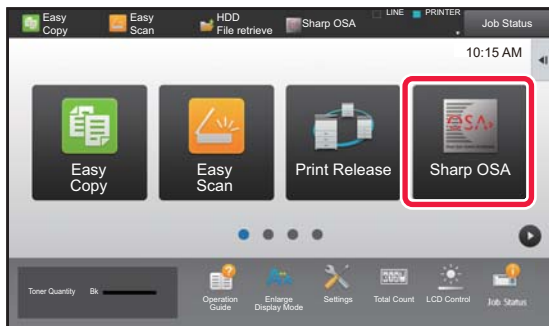 Easy
Copy
Easy
Scan
HDD
File retrieve
Sharp OSA
LINE
PRINTER
Job Status
10:15 AM
OSA
Easy
Copy
Easy
Scan
Print Release
Sharp OSA
Toner Quantity
Bk
Operation
Guide
Enlarge
Display Mode
Settings
Total Count
LCD Control
Job Status